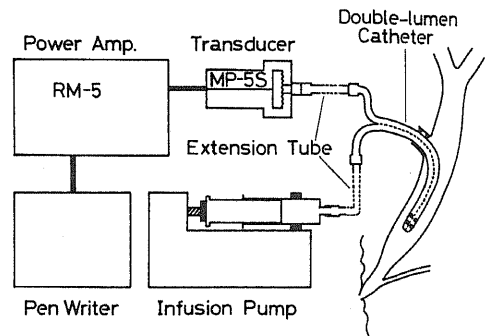 Double-lumen
Catheter
Power Amp.
Transducer
MP-5S
RM-5
Extension Tube
Pen Writer
Infusion Pump